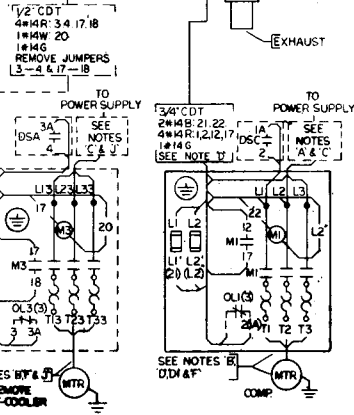 1/2" CDT
4#14R: 3.4.17.18
1#14W: 20
1#14G
REMOVE JUMPERS
3-4 & 17-18
EXHAUST
TO
POWER SUPPLY
DSA
3A
4
SEE
NOTES
'C' & 'J'
3/4" CDT
2#14B: 21.22
4#14R: 1,2,12,17
1#14G
SEE NOTE 'D'
TO
POWER SUPPLY
DSC
1A
2
SEE
NOTES
'A' & 'C'
L13 L23 L33
17
M3
20
M3
17
18
OL3(3)
3 3A
T13 T23 T33
MTR
L1 L2
L1' L2'
(21) (L2')
L1 L2 L3
22
M1
L2'
12
M1
17
M1
OL1(3)
2(1A)
T1 T2 T3
SEE NOTES 'B',
'D','D1' & 'F'
COMP.
MTR